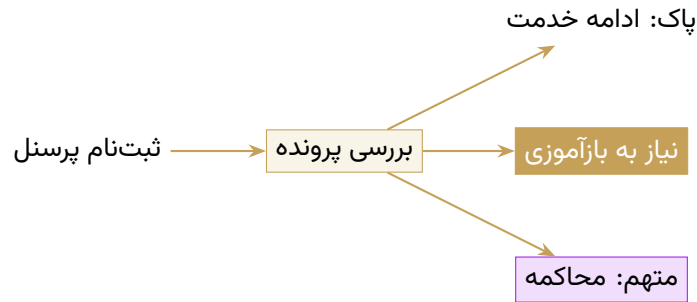 پاک: ادامه خدمت
ثبت‌نام پرسنل
بررسی پرونده
نیاز به بازآموزی
متهم: محاکمه